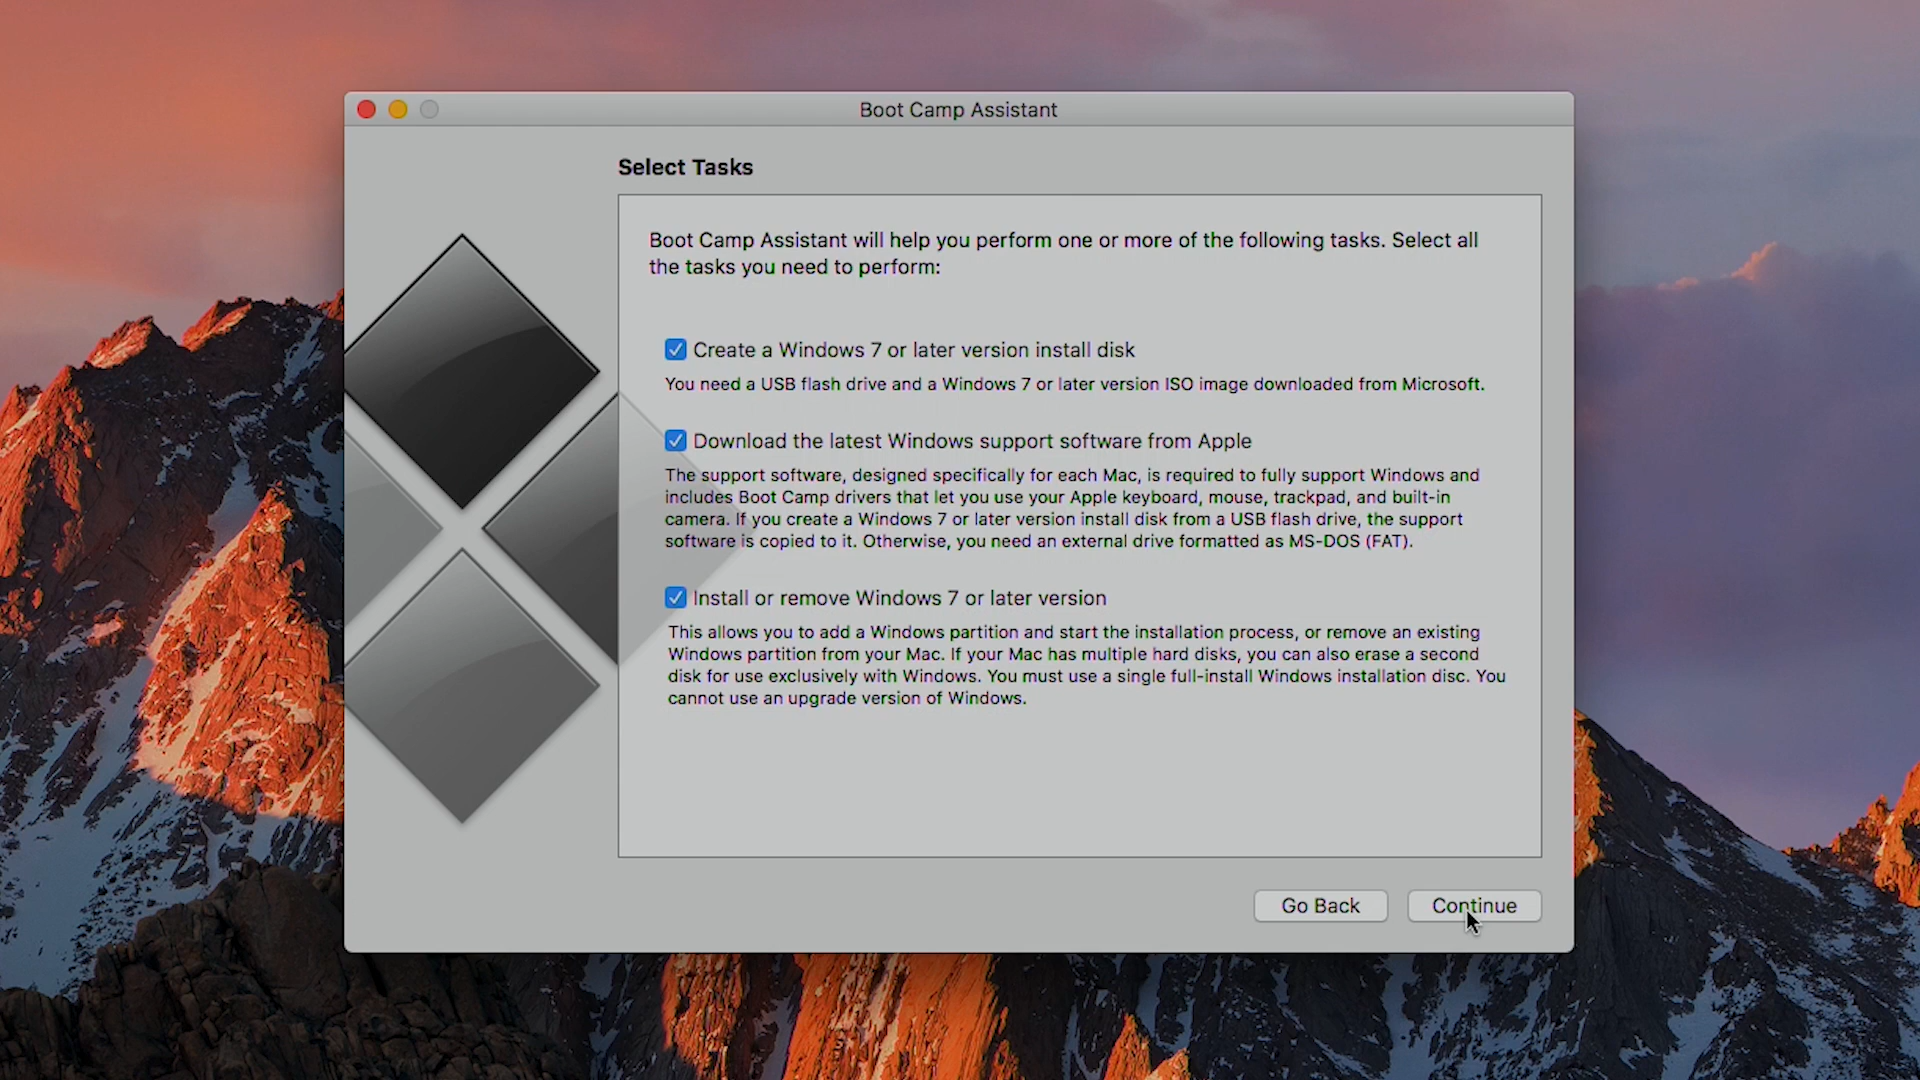 Boot Camp Assistant
Select Tasks
Boot Camp Assistant will help you perform one or more of the following tasks. Select all
the tasks you need to perform:
Create a Windows 7 or later version install disk
You need a USB flash drive and a Windows 7 or later version ISO image downloaded from Microsoft.
Download the latest Windows support software from Apple
The support software, designed specifically for each Mac, is required to fully support Windows and
includes Boot Camp drivers that let you use your Apple keyboard, mouse, trackpad, and built-in
camera. If you create a Windows 7 or later version install disk from a USB flash drive, the support
software is copied to it. Otherwise, you need an external drive formatted as MS-DOS (FAT).
Install or remove Windows 7 or later version
This allows you to add a Windows partition and start the installation process, or remove an existing
Windows partition from your Mac. If your Mac has multiple hard disks, you can also erase a second
disk for use exclusively with Windows. You must use a single full-install Windows installation disc. You
cannot use an upgrade version of Windows.
Go Back
Continue